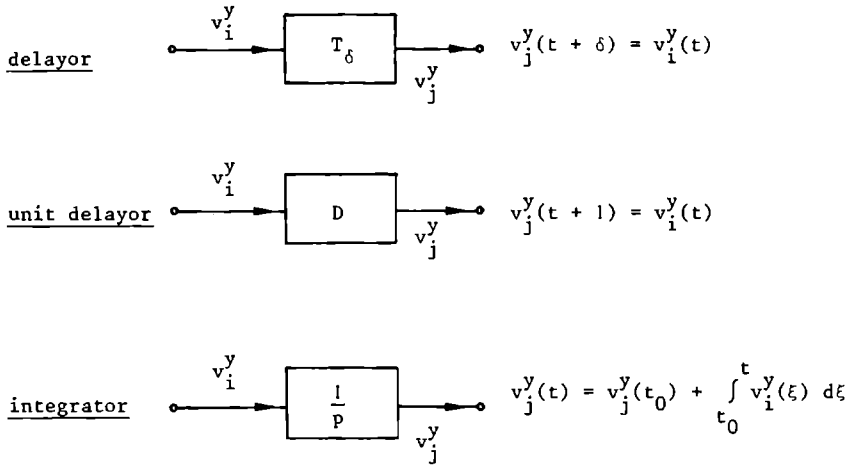 v_i^y
delayor T_δ v_j^y(t + δ) = v_i^y(t)
v_j^y
v_i^y
unit delayor D v_j^y(t + 1) = v_i^y(t)
v_j^y
v_i^y
integrator 1/p v_j^y(t) = v_j^y(t_0) + ∫_{t_0}^{t} v_i^y(ξ) dξ
v_j^y